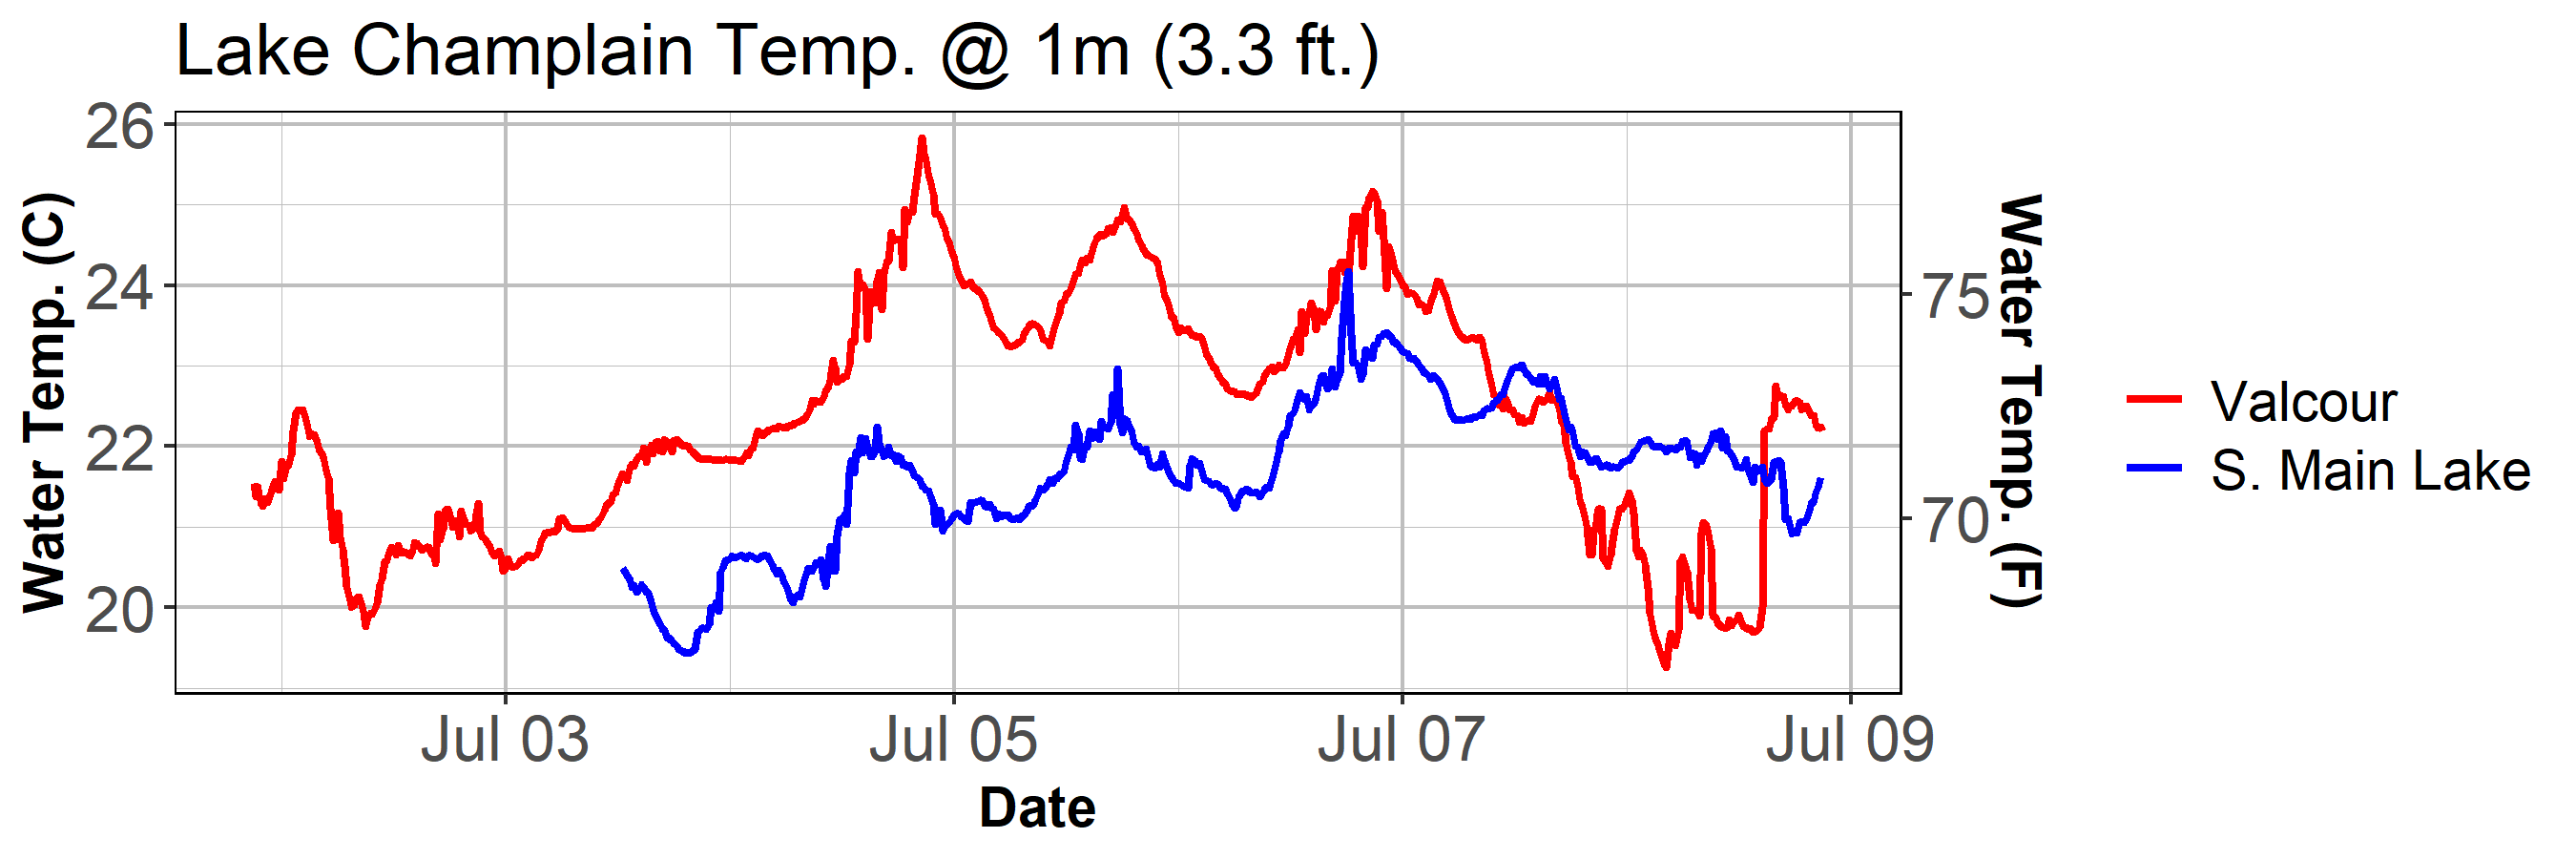 Lake Champlain Temp. @ 1m (3.3 ft.)
Water Temp. (C)
26
24
22
20
Jul 03
Jul 05
Jul 07
Jul 09
Date
75
70
Water Temp. (F)
Valcour
S. Main Lake